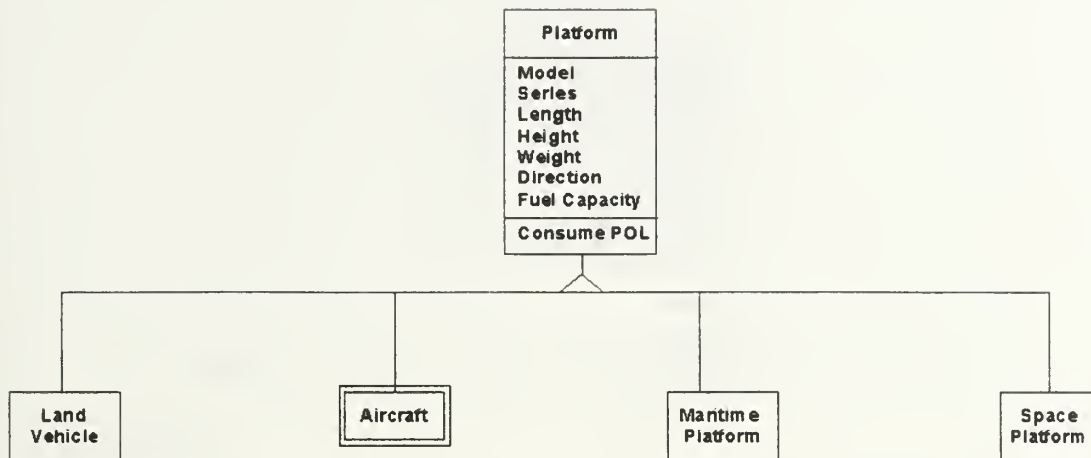 Platform
Model
Series
Length
Height
Weight
Direction
Fuel Capacity
Consume POL
Land
Vehicle
Aircraft
Maritime
Platform
Space
Platform